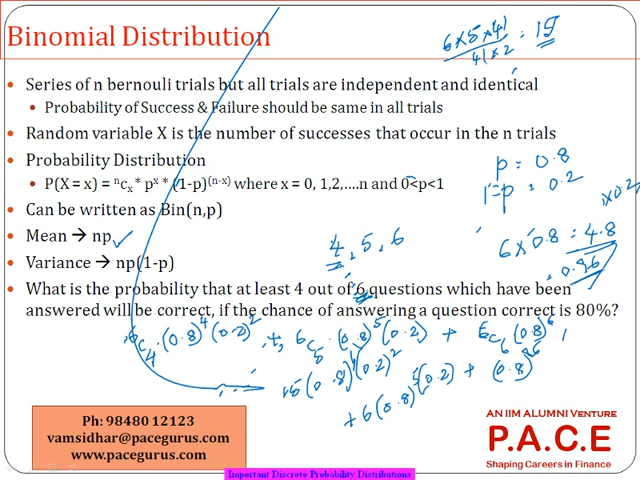 Binomial Distribution
6 × 5 × 4! / 4! × 2 = 15
• Series of n bernouli trials but all trials are independent and identical
• Probability of Success & Failure should be same in all trials
• Random variable X is the number of successes that occur in the n trials
• Probability Distribution
• P(X = x) = ⁿcₓ * pˣ * (1-p)⁽ⁿ⁻ˣ⁾ where x = 0, 1,2,....n and 0<p<1
p = 0.8
1-p = 0.2
• Can be written as Bin(n,p)
• Mean → np
• Variance → np(1-p)
4, 5, 6
6 × 0.8 = 4.8
× 0.2
= 0.96
• What is the probability that at least 4 out of 6 questions which have been
answered will be correct, if the chance of answering a question correct is 80%?
6C₄ · (0.8)⁴ (0.2)² + 6C₅ · (0.8)⁵ (0.2) + 6C₆ (0.8)⁶
15 (0.8)⁴ (0.2)²
+ 6 (0.8)⁵ (0.2) + (0.8)⁶
Ph: 98480 12123
vamsidhar@pacegurus.com
www.pacegurus.com
AN IIM ALUMNI VENTURE
P.A.C.E
Shaping Careers in Finance
Important Discrete Probability Distributions